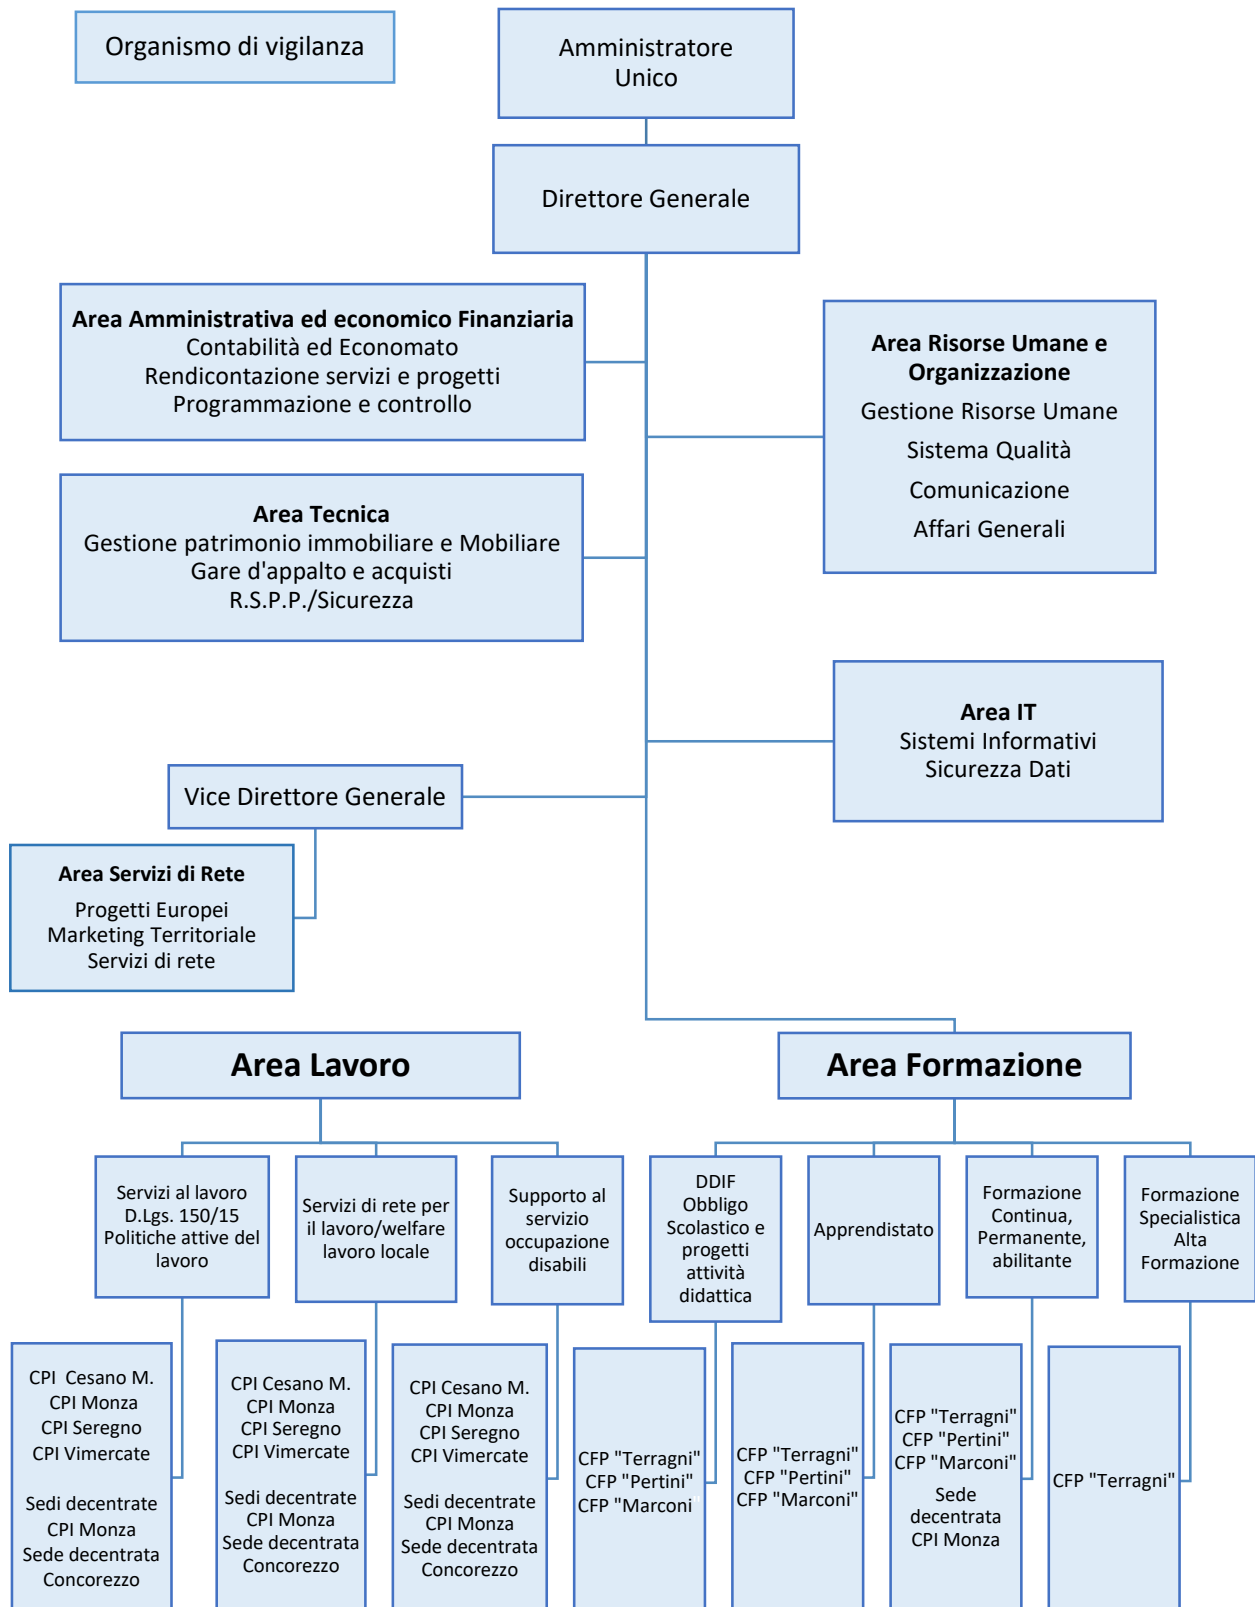 Organismo di vigilanza
Amministratore
Unico
Direttore Generale
Area Amministrativa ed economico Finanziaria
Contabilità ed Economato
Rendicontazione servizi e progetti
Programmazione e controllo
Area Risorse Umane e
Organizzazione
Gestione Risorse Umane
Sistema Qualità
Comunicazione
Affari Generali
Area Tecnica
Gestione patrimonio immobiliare e Mobiliare
Gare d'appalto e acquisti
R.S.P.P./Sicurezza
Area IT
Sistemi Informativi
Sicurezza Dati
Vice Direttore Generale
Area Servizi di Rete
Progetti Europei
Marketing Territoriale
Servizi di rete
Area Lavoro
Area Formazione
Servizi al lavoro
D.Lgs. 150/15
Politiche attive del
lavoro
Servizi di rete per
il lavoro/welfare
lavoro locale
Supporto al
servizio
occupazione
disabili
DDIF
Obbligo
Scolastico e
progetti
attività
didattica
Apprendistato
Formazione
Continua,
Permanente,
abilitante
Formazione
Specialistica
Alta
Formazione
CPI Cesano M.
CPI Monza
CPI Seregno
CPI Vimercate
Sedi decentrate
CPI Monza
Sede decentrata
Concorezzo
CPI Cesano M.
CPI Monza
CPI Seregno
CPI Vimercate
Sedi decentrate
CPI Monza
Sede decentrata
Concorezzo
CPI Cesano M.
CPI Monza
CPI Seregno
CPI Vimercate
Sedi decentrate
CPI Monza
Sede decentrata
Concorezzo
CFP "Terragni"
CFP "Pertini"
CFP "Marconi"
CFP "Terragni"
CFP "Pertini"
CFP "Marconi"
CFP "Terragni"
CFP "Pertini"
CFP "Marconi"
Sede
decentrata
CPI Monza
CFP "Terragni"